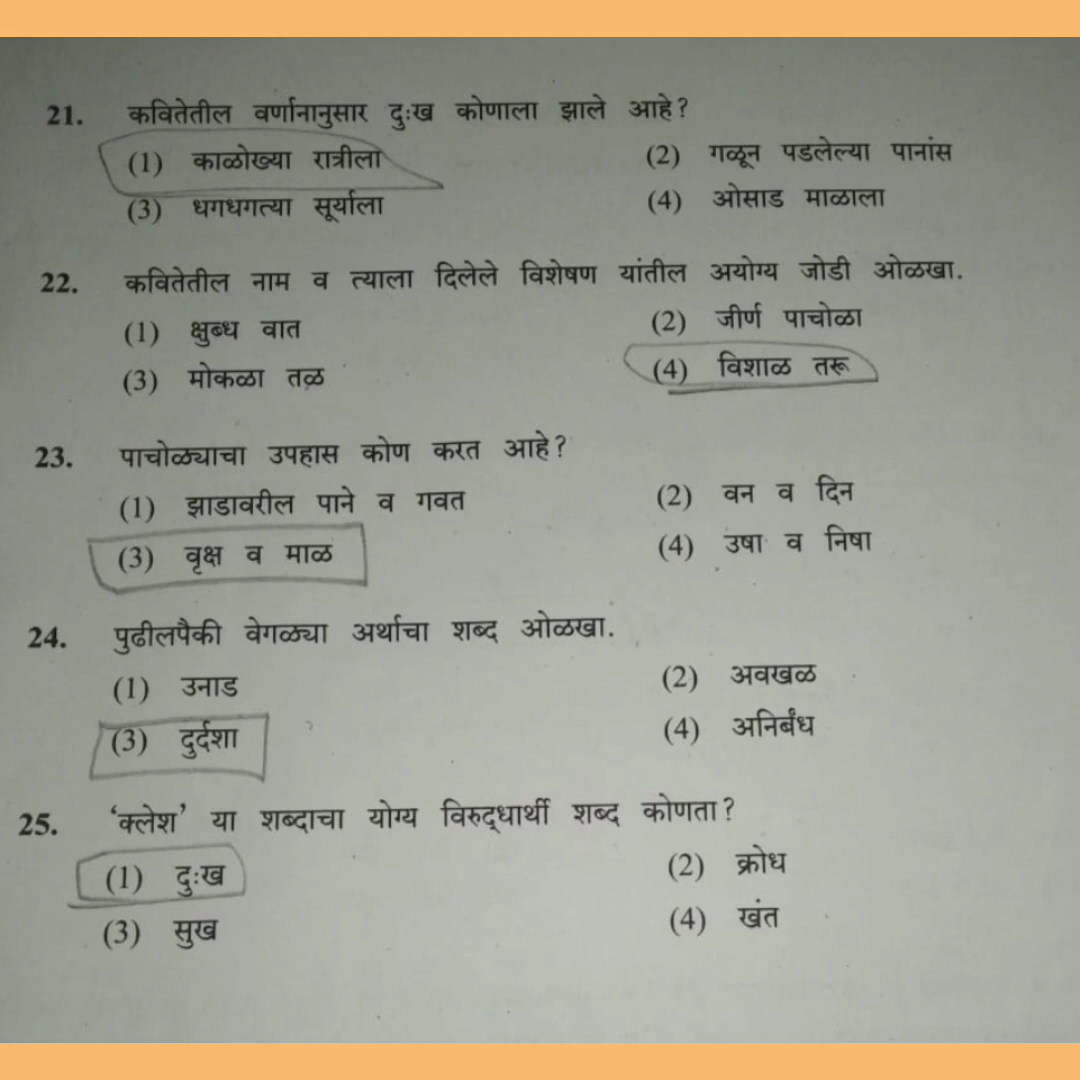 21. कवितेतील वर्णनानुसार दुःख कोणाला झाले आहे?
(1) काळोख्या रात्रीला (2) गळून पडलेल्या पानांस
(3) धगधगत्या सूर्याला (4) ओसाड माळाला
22. कवितेतील नाम व त्याला दिलेले विशेषण यांतील अयोग्य जोडी ओळखा.
(1) क्षुब्ध वात (2) जीर्ण पाचोळा
(3) मोकळा तळ (4) विशाळ तरू
23. पाचोळ्याचा उपहास कोण करत आहे?
(1) झाडावरील पाने व गवत (2) वन व दिन
(3) वृक्ष व माळ (4) उषा व निषा
24. पुढीलपैकी वेगळ्या अर्थाचा शब्द ओळखा.
(1) उनाड (2) अवखळ
(3) दुर्दशा (4) अनिर्बंध
25. ‘क्लेश’ या शब्दाचा योग्य विरुद्धार्थी शब्द कोणता?
(1) दुःख (2) क्रोध
(3) सुख (4) खंत